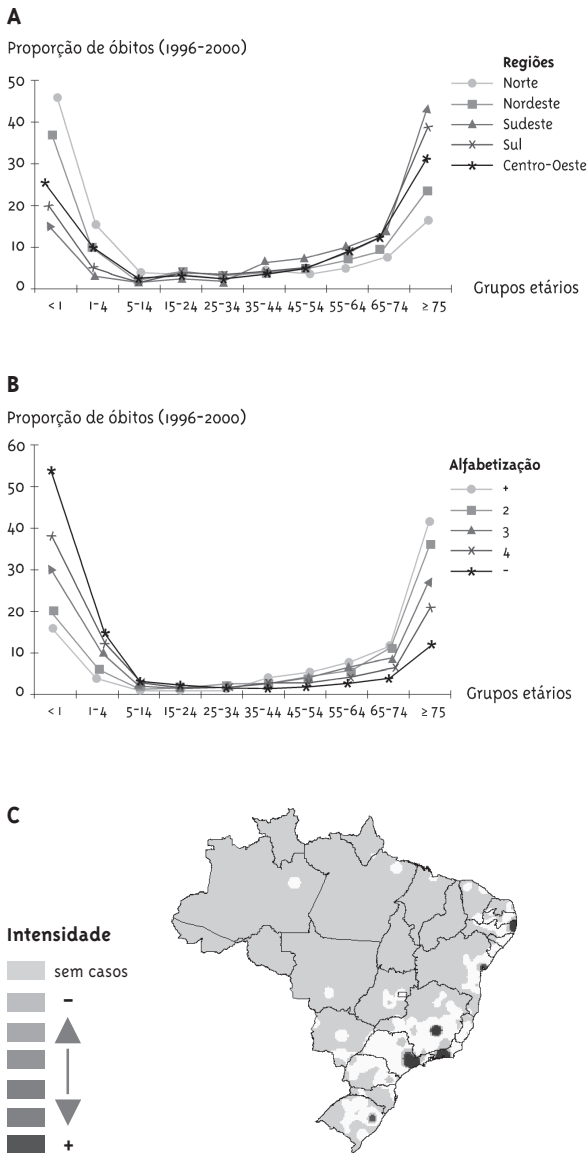 A
Proporção de óbitos (1996-2000)
Regiões
Norte
Nordeste
Sudeste
Sul
Centro-Oeste
50
40
30
20
10
0
< 1
1-4
5-14
15-24
25-34
35-44
45-54
55-64
65-74
≥ 75
Grupos etários
B
Proporção de óbitos (1996-2000)
Alfabetização
+
2
3
4
-
60
50
40
30
20
10
0
< 1
1-4
5-14
15-24
25-34
35-44
45-54
55-64
65-74
≥ 75
Grupos etários
C
Intensidade
sem casos
-
+